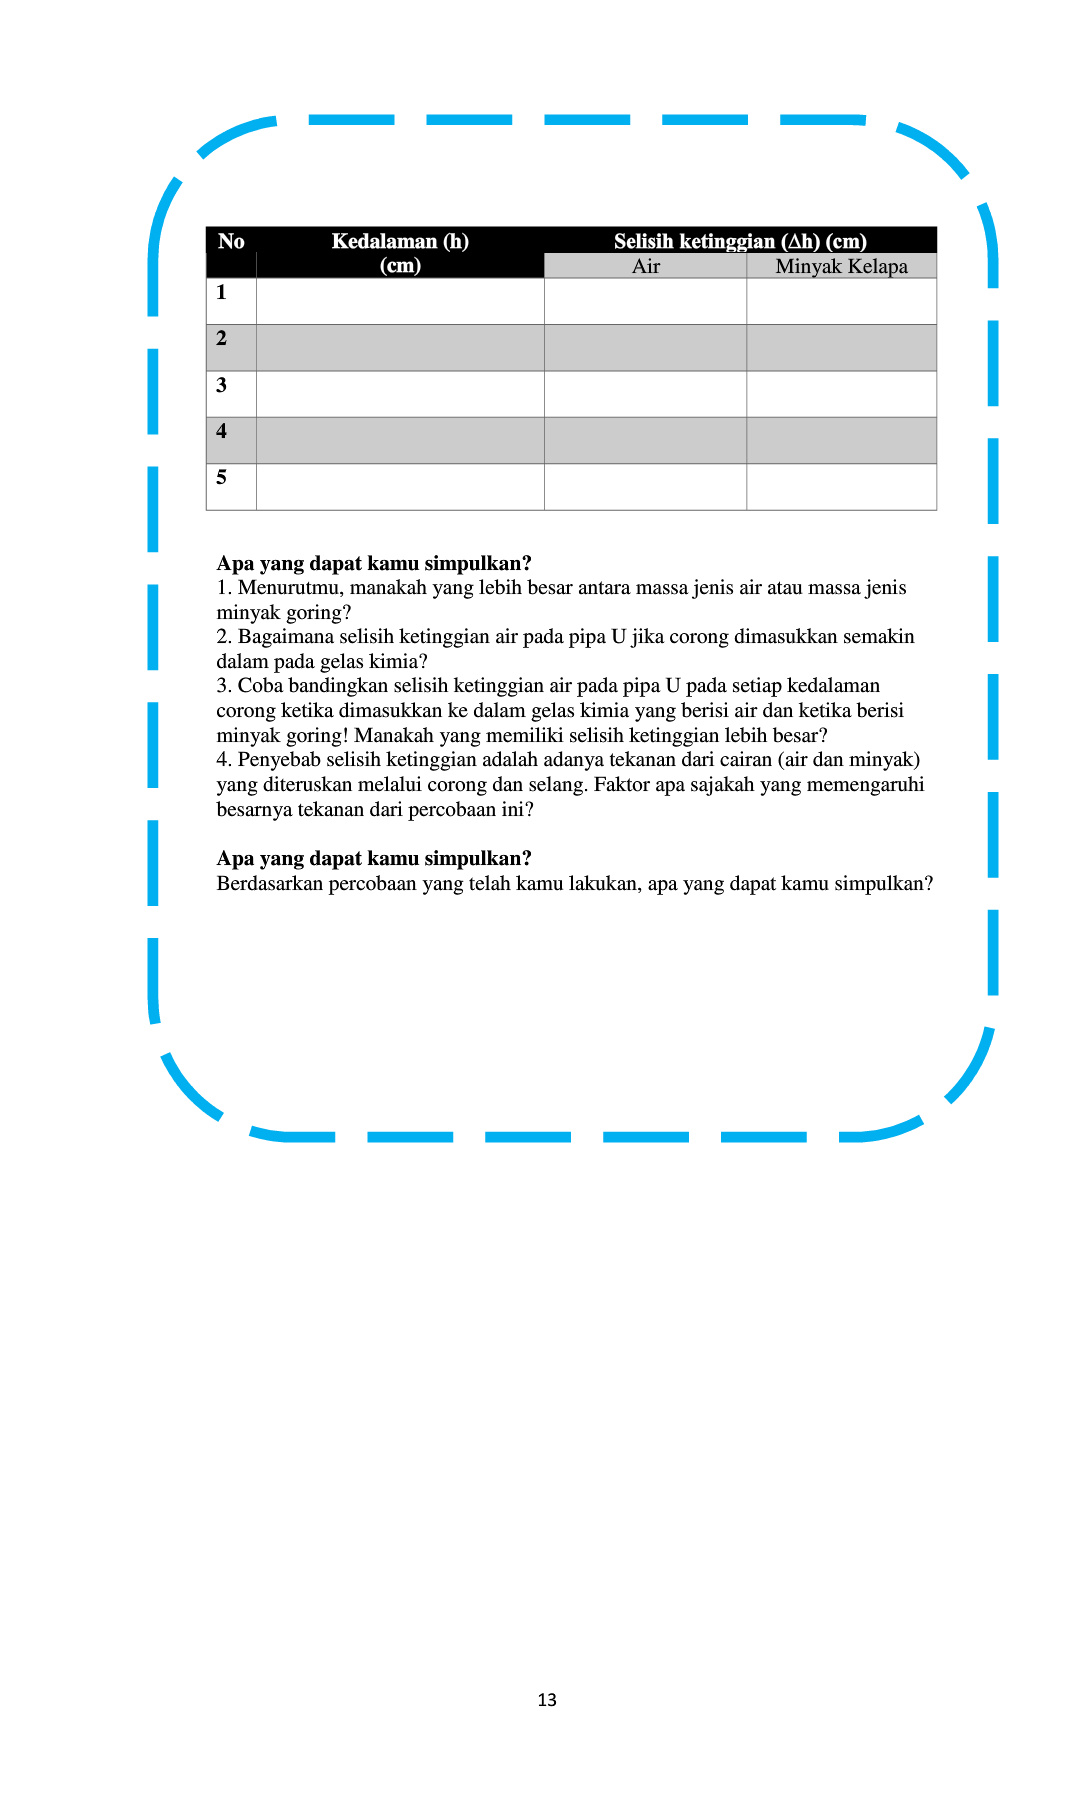 No Kedalaman (h) Selisih ketinggian (Δh) (cm)
(cm) Air Minyak Kelapa
1
2
3
4
5
Apa yang dapat kamu simpulkan?
1. Menurutmu, manakah yang lebih besar antara massa jenis air atau massa jenis
minyak goring?
2. Bagaimana selisih ketinggian air pada pipa U jika corong dimasukkan semakin
dalam pada gelas kimia?
3. Coba bandingkan selisih ketinggian air pada pipa U pada setiap kedalaman
corong ketika dimasukkan ke dalam gelas kimia yang berisi air dan ketika berisi
minyak goring! Manakah yang memiliki selisih ketinggian lebih besar?
4. Penyebab selisih ketinggian adalah adanya tekanan dari cairan (air dan minyak)
yang diteruskan melalui corong dan selang. Faktor apa sajakah yang memengaruhi
besarnya tekanan dari percobaan ini?
Apa yang dapat kamu simpulkan?
Berdasarkan percobaan yang telah kamu lakukan, apa yang dapat kamu simpulkan?
13